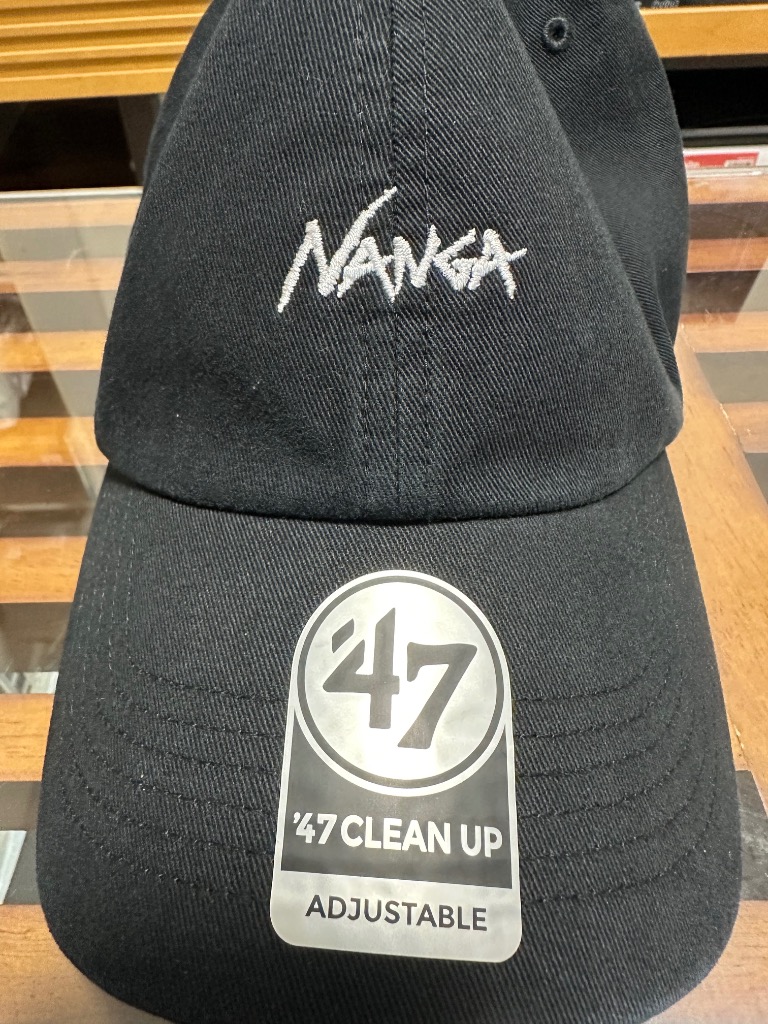 NANGA
'47
'47 CLEAN UP
ADJUSTABLE